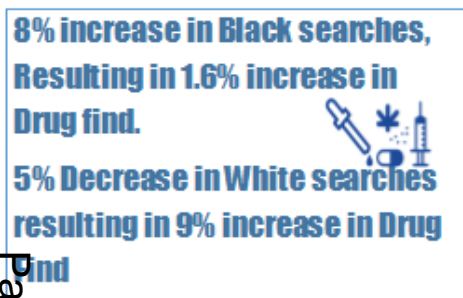 8% increase in Black searches,
Resulting in 1.6% increase in
Drug find.
5% Decrease in White searches
resulting in 9% increase in Drug
Find
Pa